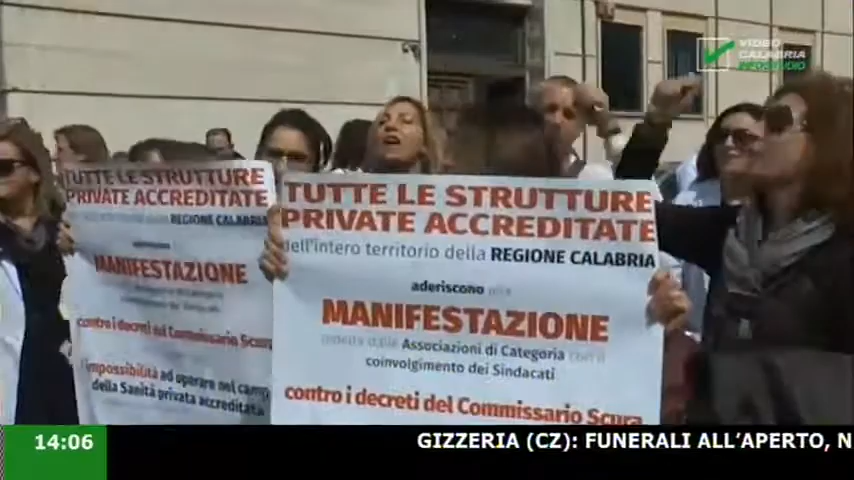 VIDEO
CALABRIA
TUTTE LE STRUTTURE
PRIVATE ACCREDITATE
REGIONE CALABRIA
aderiscono
MANIFESTAZIONE
contro i decreti del Commissario Scura
l'impossibilità ad operare nel campo
della Sanità privata accreditata
TUTTE LE STRUTTURE
PRIVATE ACCREDITATE
dell'intero territorio della REGIONE CALABRIA
aderiscono
MANIFESTAZIONE
Associazioni di Categoria con il
coinvolgimento dei Sindacati
contro i decreti del Commissario Scura
14:06
GIZZERIA (CZ): FUNERALI ALL'APERTO, N